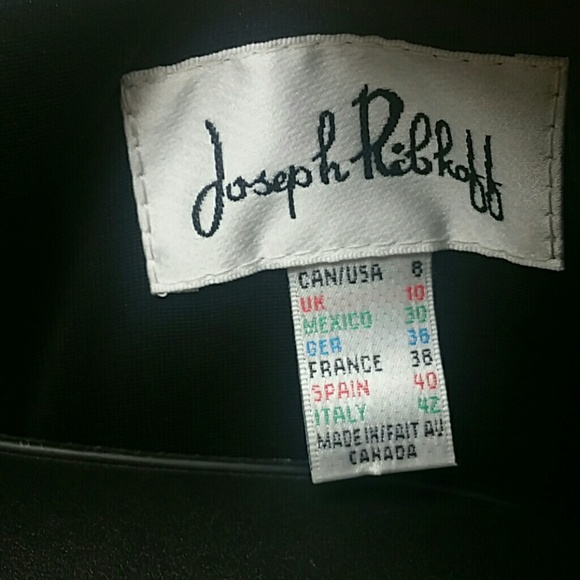 Joseph Ribkoff
CAN/USA 8
UK 10
MEXICO 30
GER 36
FRANCE 38
SPAIN 40
ITALY 42
MADE IN/FAIT AU
CANADA